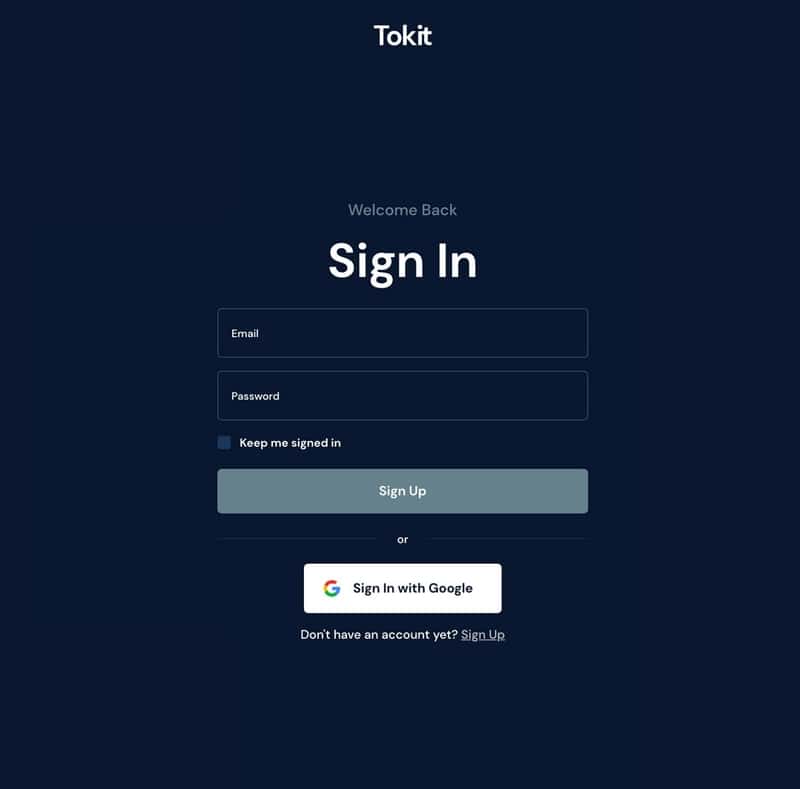 Tokit
Welcome Back
Sign In
Email
Password
Keep me signed in
Sign Up
or
Sign In with Google
Don't have an account yet? Sign Up